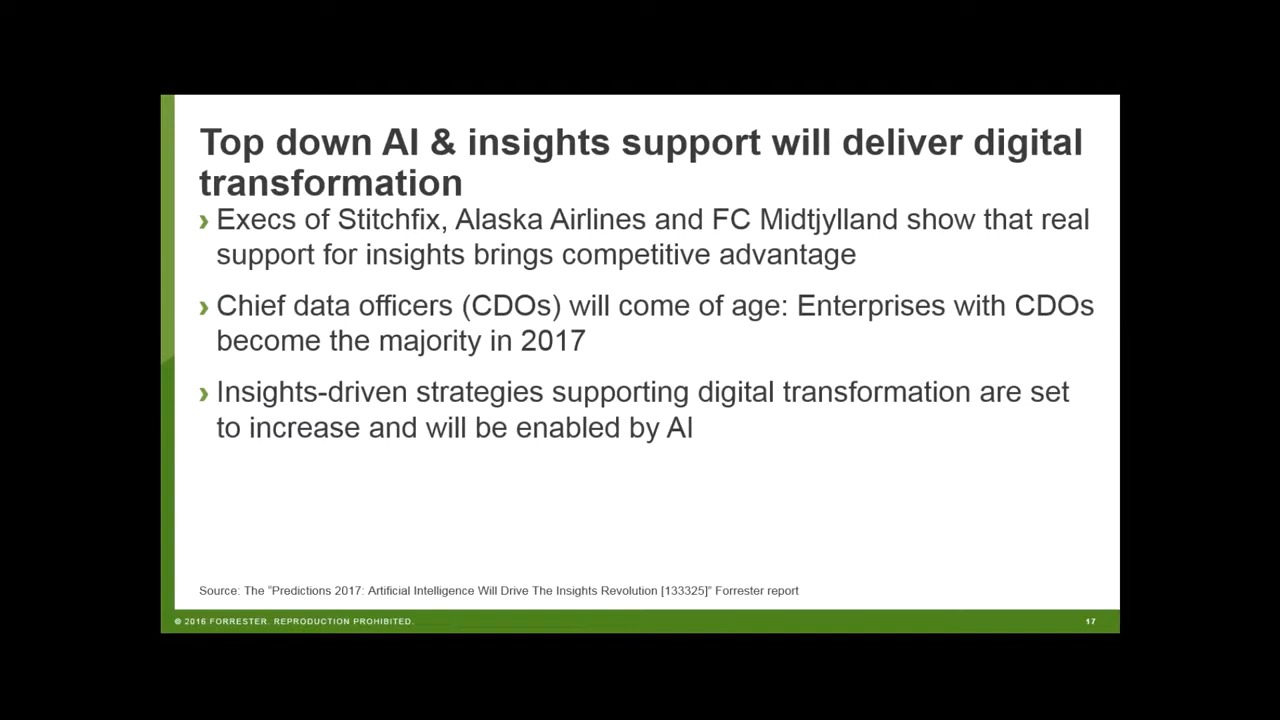 Top down AI & insights support will deliver digital
transformation
› Execs of Stitchfix, Alaska Airlines and FC Midtjylland show that real
support for insights brings competitive advantage
› Chief data officers (CDOs) will come of age: Enterprises with CDOs
become the majority in 2017
› Insights-driven strategies supporting digital transformation are set
to increase and will be enabled by AI
Source: The "Predictions 2017: Artificial Intelligence Will Drive The Insights Revolution [133325]" Forrester report
© 2016 FORRESTER. REPRODUCTION PROHIBITED.
17